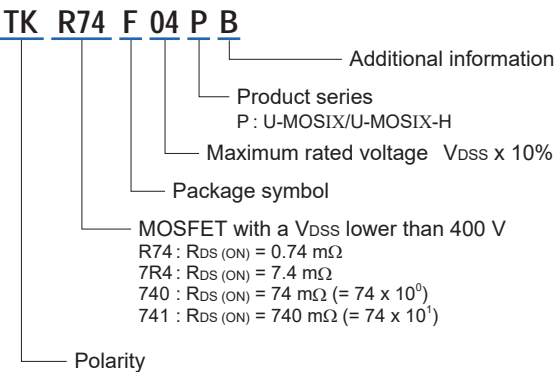 TK R74 F 04 P B
Additional information
Product series
P : U-MOSIX/U-MOSIX-H
Maximum rated voltage VDSS x 10%
Package symbol
MOSFET with a VDSS lower than 400 V
R74 : RDS (ON) = 0.74 mΩ
7R4 : RDS (ON) = 7.4 mΩ
740 : RDS (ON) = 74 mΩ (= 74 x 10⁰)
741 : RDS (ON) = 740 mΩ (= 74 x 10¹)
Polarity